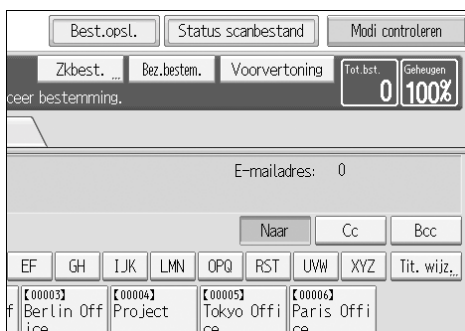 Best.opsl. Status scanbestand Modi controleren
Zkbest. ... Bez.bestem. Voorvertoning Tot.bst. 0 Geheugen 100%
ceer bestemming.
E-mailadres: 0
Naar Cc Bcc
EF GH IJK LMN OPQ RST UVW XYZ Tit. wijz...
【00003】 【00004】 【00005】 【00006】
f Berlin Off Project Tokyo Offi Paris Offi
ice ce ce